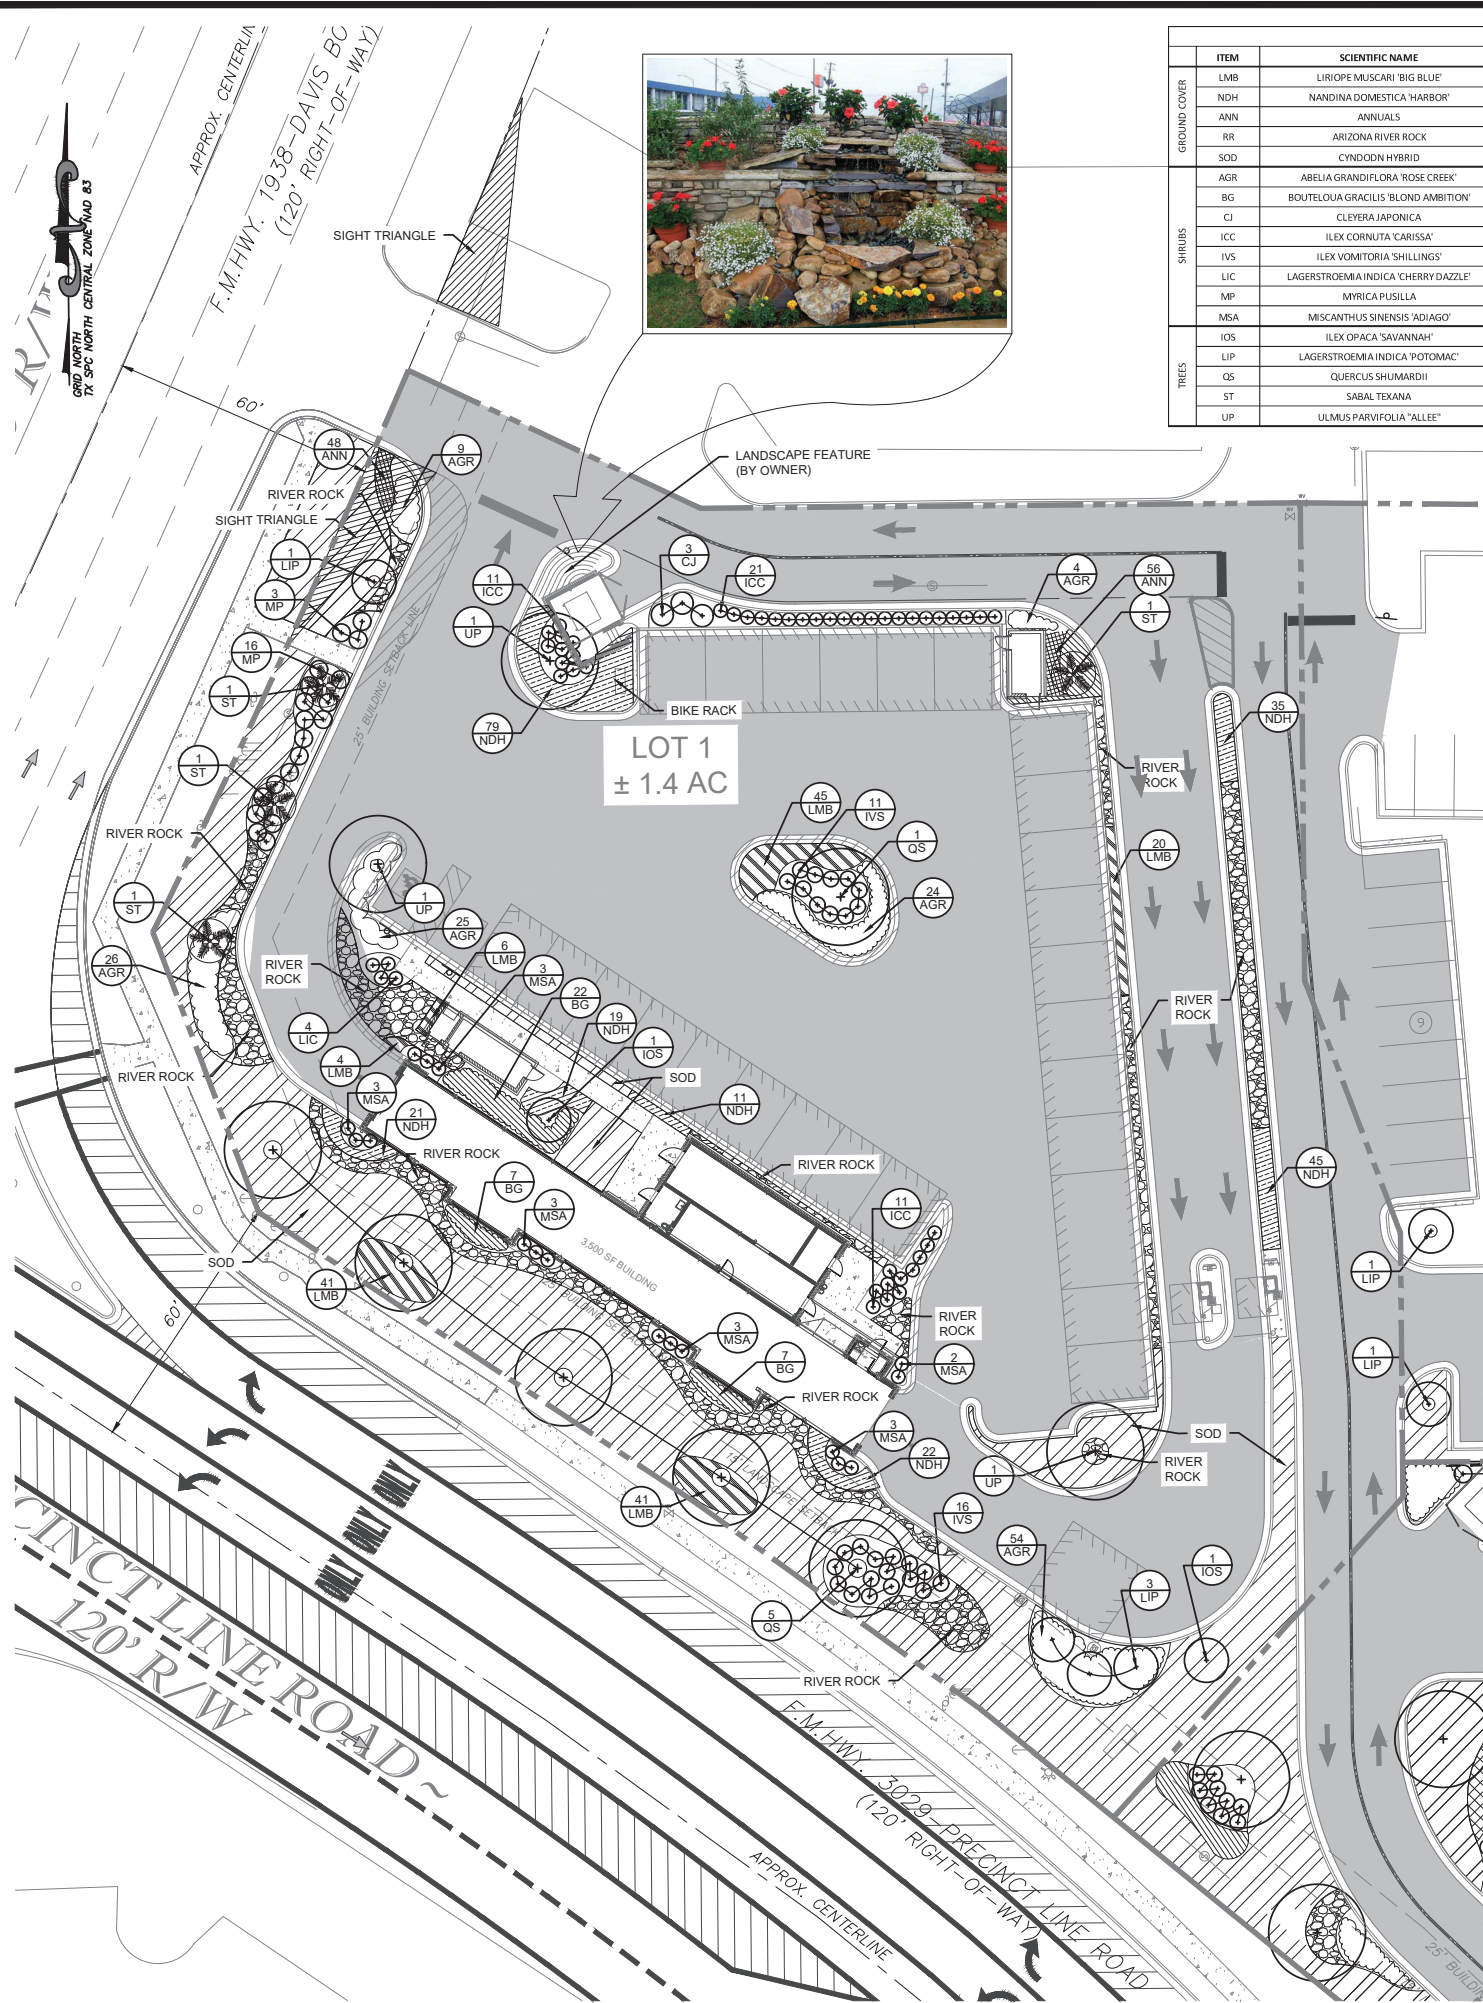 APPROX. CENTERLIN
F.M.HWY. 1938-DAVIS BO
(120' RIGHT-OF-WAY)
GRID NORTH
TX SPC NORTH CENTRAL ZONE NAD 83
R/W
ITEM SCIENTIFIC NAME
GROUND COVER
LMB LIRIOPE MUSCARI 'BIG BLUE'
NDH NANDINA DOMESTICA 'HARBOR'
ANN ANNUALS
RR ARIZONA RIVER ROCK
SOD CYNDODN HYBRID
SHRUBS
AGR ABELIA GRANDIFLORA 'ROSE CREEK'
BG BOUTELOUA GRACILIS 'BLOND AMBITION'
CJ CLEYERA JAPONICA
ICC ILEX CORNUTA 'CARISSA'
IVS ILEX VOMITORIA 'SHILLINGS'
LIC LAGERSTROEMIA INDICA 'CHERRY DAZZLE'
MP MYRICA PUSILLA
MSA MISCANTHUS SINENSIS 'ADIAGO'
TREES
IOS ILEX OPACA 'SAVANNAH'
LIP LAGERSTROEMIA INDICA 'POTOMAC'
QS QUERCUS SHUMARDII
ST SABAL TEXANA
UP ULMUS PARVIFOLIA "ALLEE"
SIGHT TRIANGLE
60'
48
ANN
9
AGR
RIVER ROCK
SIGHT TRIANGLE
1
LIP
3
MP
16
MP
1
ST
1
ST
RIVER ROCK
1
ST
26
AGR
RIVER ROCK
25' BUILDING SETBACK LINE
LANDSCAPE FEATURE
(BY OWNER)
11
ICC
1
UP
79
NDH
BIKE RACK
3
CJ
21
ICC
4
AGR
56
ANN
1
ST
LOT 1
± 1.4 AC
35
NDH
RIVER
ROCK
45
LMB
11
IVS
1
QS
24
AGR
20
LMB
RIVER
ROCK
9
1
UP
25
AGR
RIVER
ROCK
6
LMB
3
MSA
22
BG
19
NDH
1
IOS
SOD
11
NDH
4
LIC
4
LMB
3
MSA
21
NDH
RIVER ROCK
RIVER ROCK
7
BG
3
MSA
11
ICC
45
NDH
3,500 SF BUILDING
SOD
41
LMB
60'
RIVER
ROCK
1
LIP
3
MSA
7
BG
2
MSA
1
LIP
RIVER ROCK
3
MSA
22
NDH
SOD
1
UP
RIVER
ROCK
41
LMB
16
IVS
54
AGR
3
LIP
1
IOS
5
QS
RIVER ROCK
ONLY ONLY
CINCT LINE ROAD ~
120' R/W
F.M.HWY. 3029-PRECINCT LINE ROAD
(120' RIGHT-OF-WAY)
APPROX. CENTERLINE
25' BUILDING